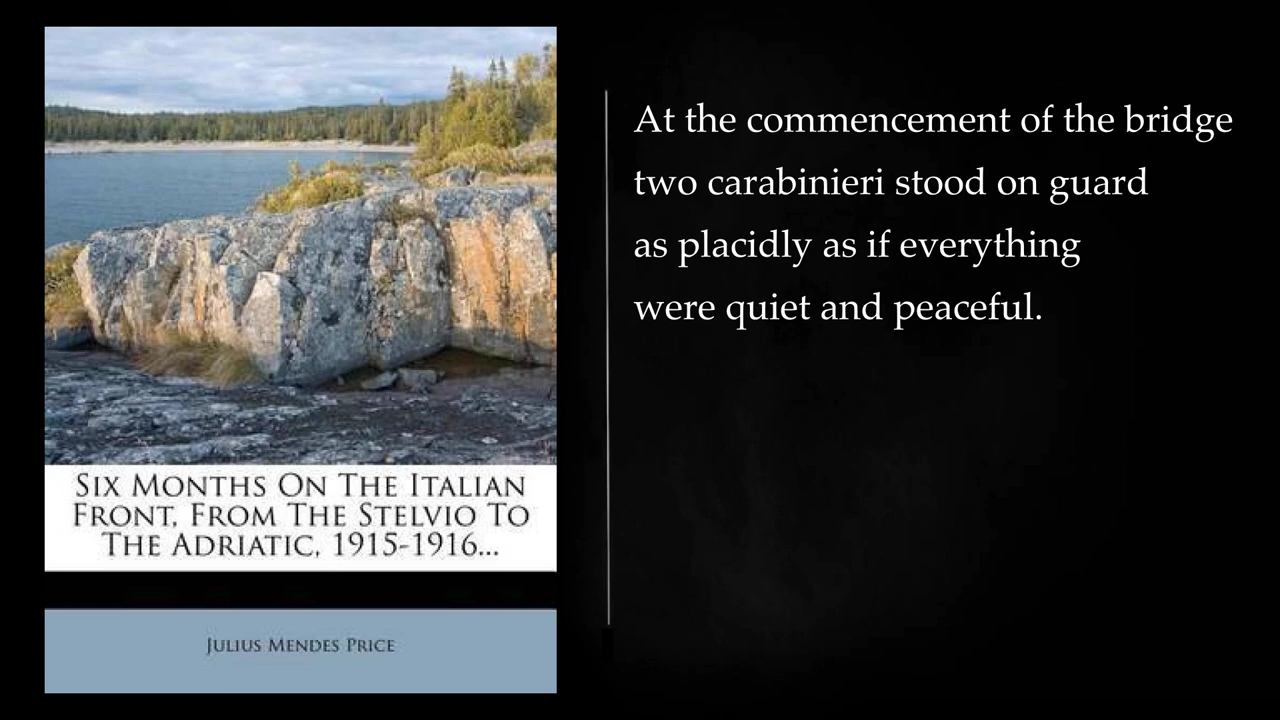 At the commencement of the bridge
two carabinieri stood on guard
as placidly as if everything
were quiet and peaceful.
Six Months On The Italian
Front, From The Stelvio To
The Adriatic, 1915-1916...
Julius Mendes Price